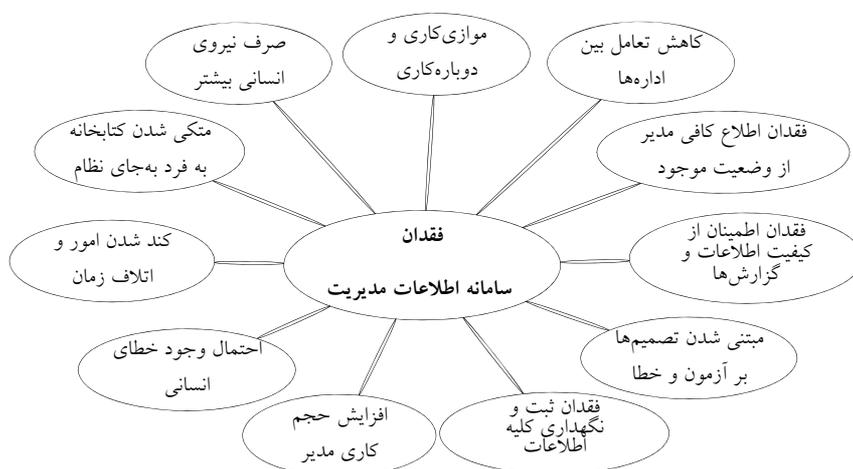 موازی‌کاری و
دوباره‌کاری
کاهش تعامل بین
اداره‌ها
فقدان اطلاع کافی مدیر
از وضعیت موجود
فقدان اطمینان از
کیفیت اطلاعات و
گزارش‌ها
مبتنی شدن تصمیم‌ها
بر آزمون و خطا
فقدان ثبت و
نگهداری کلیه
اطلاعات
افزایش حجم
کاری مدیر
احتمال وجود خطای
انسانی
کند شدن امور و
اتلاف زمان
متکی شدن کتابخانه
به فرد به‌جای نظام
صرف نیروی
انسانی بیشتر
فقدان
سامانه اطلاعات مدیریت